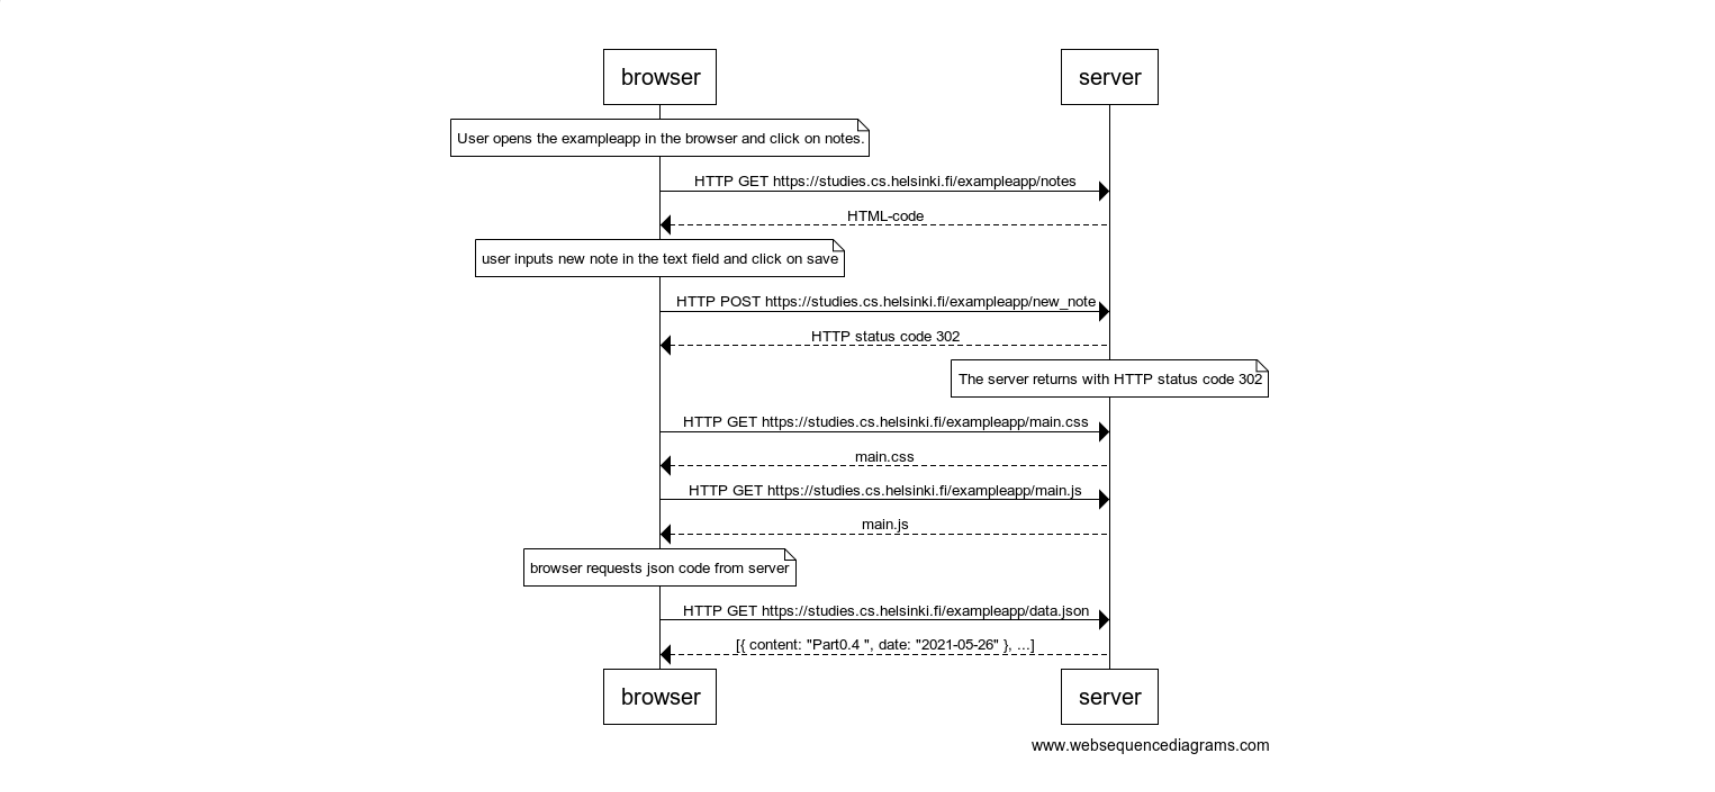 browser
server
User opens the exampleapp in the browser and click on notes.
HTTP GET https://studies.cs.helsinki.fi/exampleapp/notes
HTML-code
user inputs new note in the text field and click on save
HTTP POST https://studies.cs.helsinki.fi/exampleapp/new_note
HTTP status code 302
The server returns with HTTP status code 302
HTTP GET https://studies.cs.helsinki.fi/exampleapp/main.css
main.css
HTTP GET https://studies.cs.helsinki.fi/exampleapp/main.js
main.js
browser requests json code from server
HTTP GET https://studies.cs.helsinki.fi/exampleapp/data.json
[{ content: "Part0.4 ", date: "2021-05-26" }, ...]
browser
server
www.websequencediagrams.com